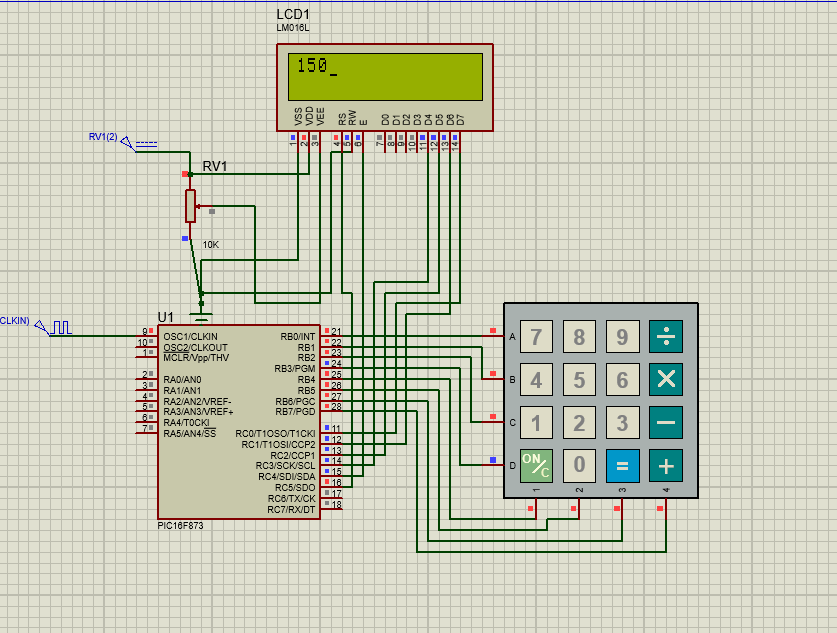 LCD1
LM016L
150_
VSS
VDD
VEE
RS
RW
E
D0
D1
D2
D3
D4
D5
D6
D7
1
2
3
4
5
6
7
8
9
10
11
12
13
14
RV1(2)
RV1
10K
CLKIN)
U1
9
OSC1/CLKIN
10
OSC2/CLKOUT
1
MCLR/Vpp/THV
2
RA0/AN0
3
RA1/AN1
4
RA2/AN2/VREF-
5
RA3/AN3/VREF+
6
RA4/T0CKI
7
RA5/AN4/SS
RB0/INT
21
RB1
22
RB2
23
RB3/PGM
24
RB4
25
RB5
26
RB6/PGC
27
RB7/PGD
28
RC0/T1OSO/T1CKI
11
RC1/T1OSI/CCP2
12
RC2/CCP1
13
RC3/SCK/SCL
14
RC4/SDI/SDA
15
RC5/SDO
16
RC6/TX/CK
17
RC7/RX/DT
18
PIC16F873
A
7
8
9
÷
B
4
5
6
×
C
1
2
3
−
D
ON/C
0
=
+
1
2
3
4